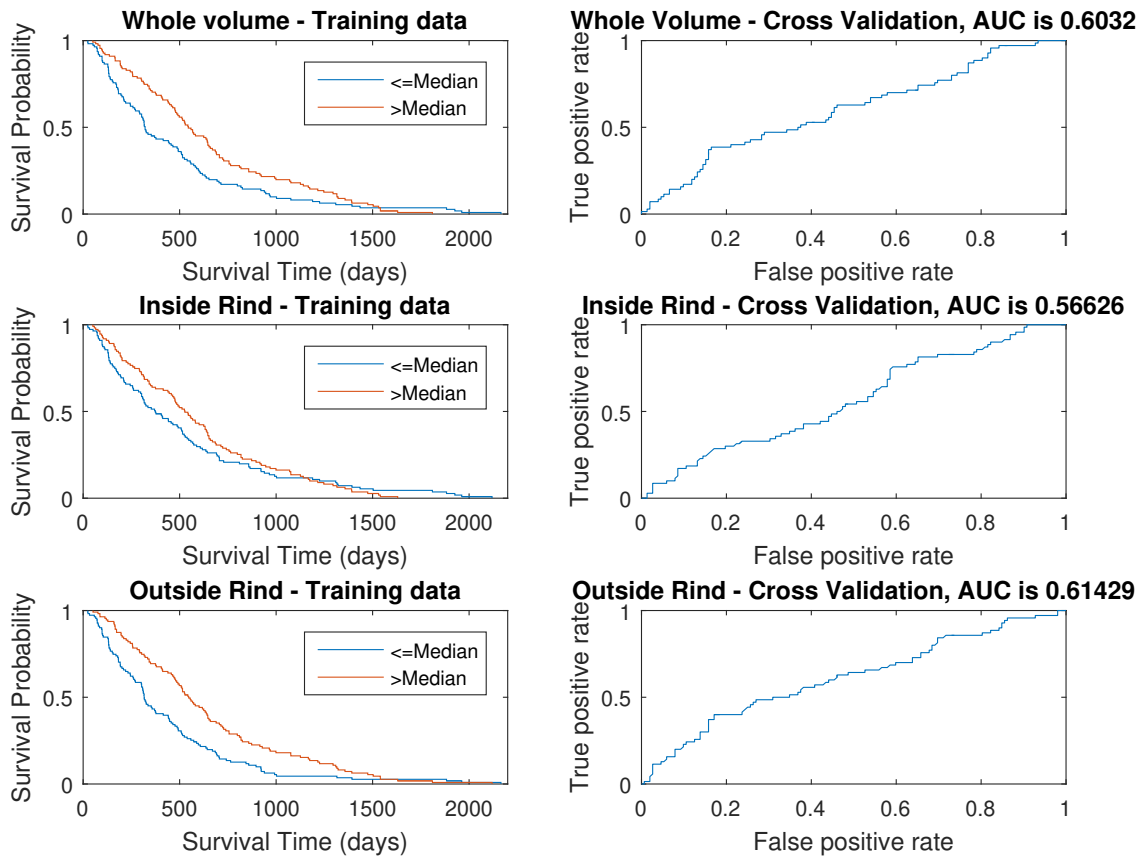 Whole volume - Training data
Survival Probability
1
0.5
0
<=Median
>Median
0 500 1000 1500 2000
Survival Time (days)
Whole Volume - Cross Validation, AUC is 0.6032
True positive rate
1
0.5
0
0 0.2 0.4 0.6 0.8 1
False positive rate
Inside Rind - Training data
Survival Probability
1
0.5
0
<=Median
>Median
0 500 1000 1500 2000
Survival Time (days)
Inside Rind - Cross Validation, AUC is 0.56626
True positive rate
1
0.5
0
0 0.2 0.4 0.6 0.8 1
False positive rate
Outside Rind - Training data
Survival Probability
1
0.5
0
<=Median
>Median
0 500 1000 1500 2000
Survival Time (days)
Outside Rind - Cross Validation, AUC is 0.61429
True positive rate
1
0.5
0
0 0.2 0.4 0.6 0.8 1
False positive rate